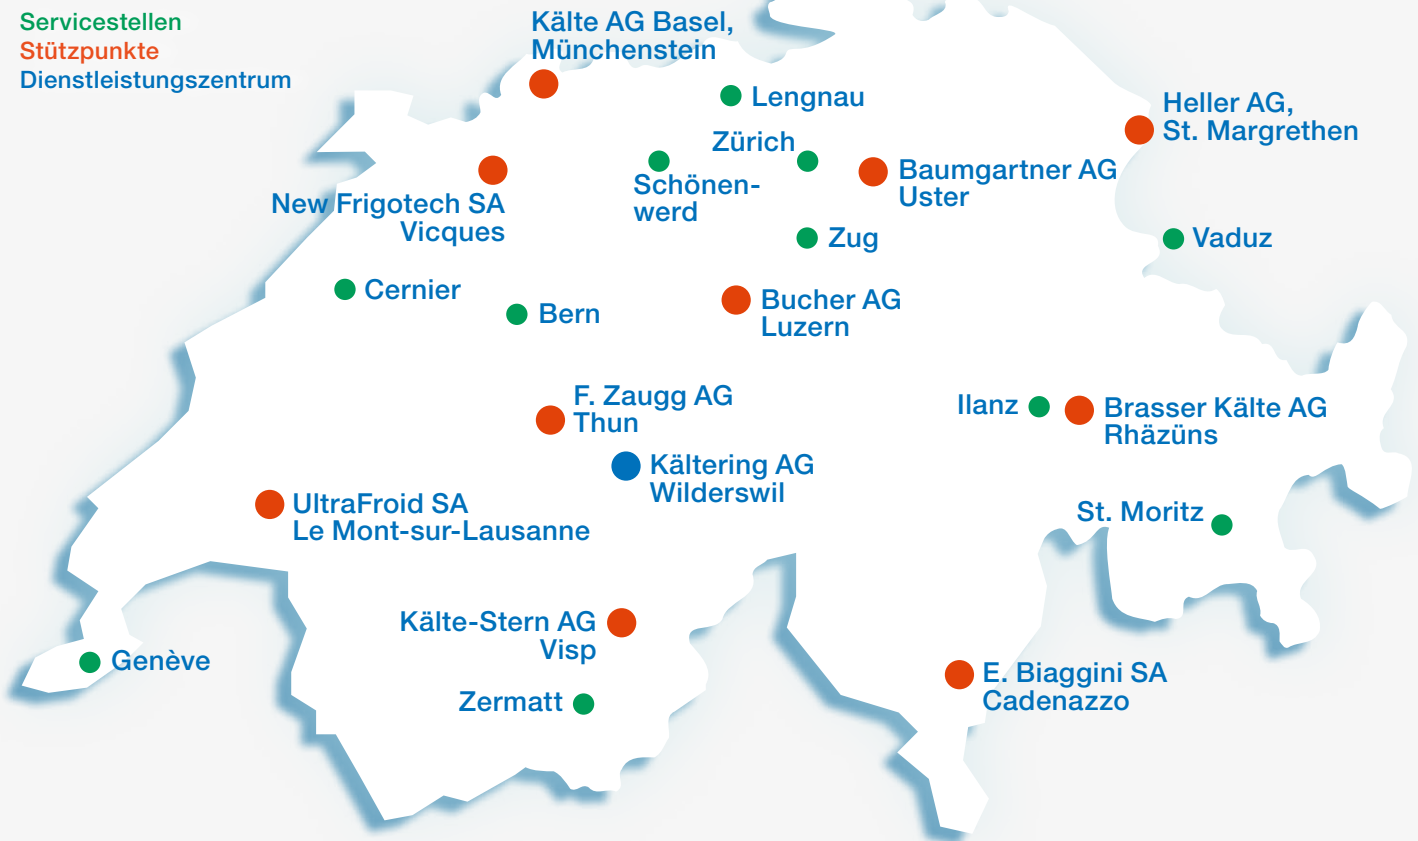 Servicestellen
Stützpunkte
Dienstleistungszentrum
Kälte AG Basel,
Münchenstein
Lengnau
Heller AG,
St. Margrethen
Zürich
Baumgartner AG
Uster
Schönen-
werd
New Frigotech SA
Vicques
Zug
Vaduz
Cernier
Bern
Bucher AG
Luzern
F. Zaugg AG
Thun
Ilanz
Brasser Kälte AG
Rhäzüns
Kältering AG
Wilderswil
UltraFroid SA
Le Mont-sur-Lausanne
St. Moritz
Kälte-Stern AG
Visp
Genève
E. Biaggini SA
Cadenazzo
Zermatt